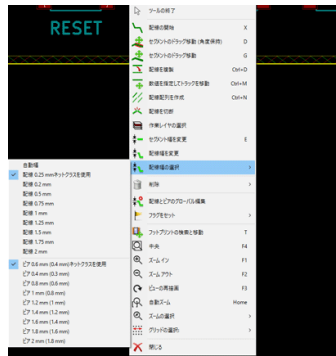 RESET
ツールの終了
配線の開始 X
セグメントのドラッグ移動 (角度保持) D
セグメントのドラッグ移動 G
配線を複製 Ctrl+D
数値を指定してトラックを移動 Ctrl+M
配線配列を作成 Ctrl+N
配線を切断
作業レイヤの選択
セグメント幅を変更 E
配線幅を変更
配線幅の選択
削除
配線とビアのグローバル編集
フラグをセット
フットプリントの検索と移動 T
中央 F4
ズームイン F1
ズームアウト F2
ビューの再描画 F3
自動ズーム Home
ズームの選択
グリッドの選択
閉じる
自動幅
配線 0.25 mmネットクラスを使用
配線 0.2 mm
配線 0.5 mm
配線 0.75 mm
配線 1 mm
配線 1.25 mm
配線 1.5 mm
配線 1.75 mm
配線 2 mm
ビア 0.6 mm (0.4 mm)ネットクラスを使用
ビア 0.4 mm (0.3 mm)
ビア 0.8 mm (0.6 mm)
ビア 1 mm (0.8 mm)
ビア 1.2 mm (1 mm)
ビア 1.4 mm (1.2 mm)
ビア 1.6 mm (1.4 mm)
ビア 1.8 mm (1.6 mm)
ビア 2 mm (1.8 mm)